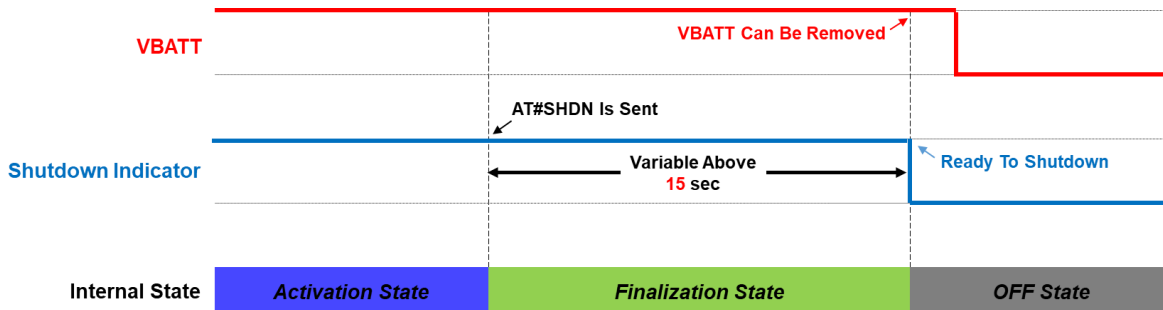 VBATT
VBATT Can Be Removed
AT#SHDN Is Sent
Shutdown Indicator
Variable Above
15 sec
Ready To Shutdown
Internal State
Activation State
Finalization State
OFF State